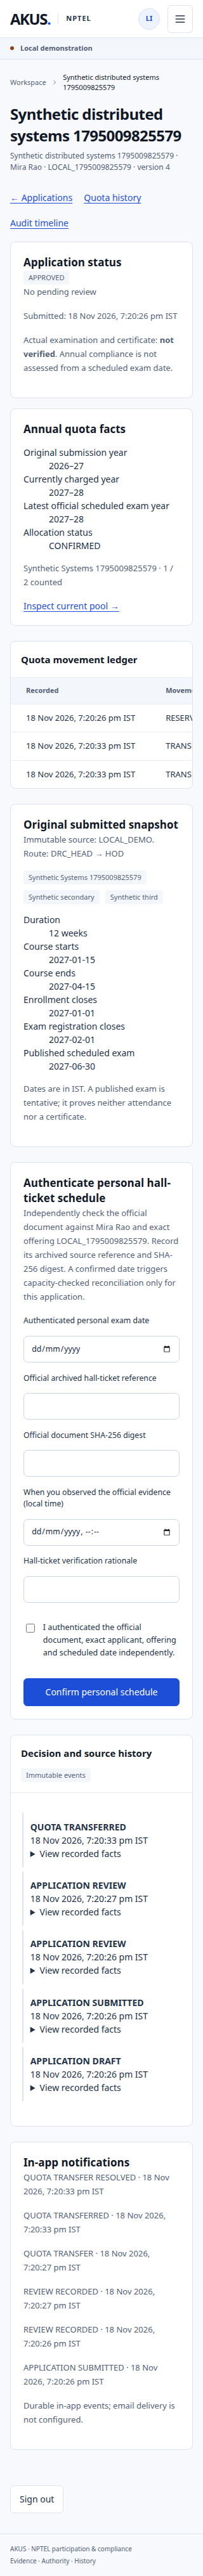 AKUS. NPTEL LI
Local demonstration
Workspace › Synthetic distributed systems
1795009825579
Synthetic distributed
systems 1795009825579
Synthetic distributed systems 1795009825579 ·
Mira Rao · LOCAL_1795009825579 · version 4
← Applications Quota history
Audit timeline
Application status
APPROVED
No pending review
Submitted: 18 Nov 2026, 7:20:26 pm IST
Actual examination and certificate: not
verified. Annual compliance is not
assessed from a scheduled exam date.
Annual quota facts
Original submission year
2026–27
Currently charged year
2027–28
Latest official scheduled exam year
2027–28
Allocation status
CONFIRMED
Synthetic Systems 1795009825579 · 1 /
2 counted
Inspect current pool →
Quota movement ledger
Recorded Movem
18 Nov 2026, 7:20:26 pm IST RESERV
18 Nov 2026, 7:20:33 pm IST TRANS
18 Nov 2026, 7:20:33 pm IST TRANS
Original submitted snapshot
Immutable source: LOCAL_DEMO.
Route: DRC_HEAD → HOD
Synthetic Systems 1795009825579
Synthetic secondary Synthetic third
Duration
12 weeks
Course starts
2027-01-15
Course ends
2027-04-15
Enrollment closes
2027-01-01
Exam registration closes
2027-02-01
Published scheduled exam
2027-06-30
Dates are in IST. A published exam is
tentative; it proves neither attendance
nor a certificate.
Authenticate personal hall-
ticket schedule
Independently check the official
document against Mira Rao and exact
offering LOCAL_1795009825579. Record
its archived source reference and SHA-
256 digest. A confirmed date triggers
capacity-checked reconciliation only for
this application.
Authenticated personal exam date
dd/mm/yyyy
Official archived hall-ticket reference
Official document SHA-256 digest
When you observed the official evidence
(local time)
dd/mm/yyyy, --:--
Hall-ticket verification rationale
I authenticated the official
document, exact applicant, offering
and scheduled date independently.
Confirm personal schedule
Decision and source history
Immutable events
QUOTA TRANSFERRED
18 Nov 2026, 7:20:33 pm IST
▶ View recorded facts
APPLICATION REVIEW
18 Nov 2026, 7:20:27 pm IST
▶ View recorded facts
APPLICATION REVIEW
18 Nov 2026, 7:20:26 pm IST
▶ View recorded facts
APPLICATION SUBMITTED
18 Nov 2026, 7:20:26 pm IST
▶ View recorded facts
APPLICATION DRAFT
18 Nov 2026, 7:20:26 pm IST
▶ View recorded facts
In-app notifications
QUOTA TRANSFER RESOLVED · 18 Nov
2026, 7:20:33 pm IST
QUOTA TRANSFERRED · 18 Nov 2026,
7:20:33 pm IST
QUOTA TRANSFER · 18 Nov 2026,
7:20:27 pm IST
REVIEW RECORDED · 18 Nov 2026,
7:20:27 pm IST
REVIEW RECORDED · 18 Nov 2026,
7:20:26 pm IST
APPLICATION SUBMITTED · 18 Nov
2026, 7:20:26 pm IST
Durable in-app events; email delivery is
not configured.
Sign out
AKUS · NPTEL participation & compliance
Evidence · Authority · History